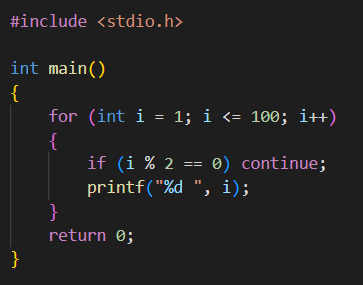 #include <stdio.h>
int main()
{
for (int i = 1; i <= 100; i++)
{
if (i % 2 == 0) continue;
printf("%d ", i);
}
return 0;
}